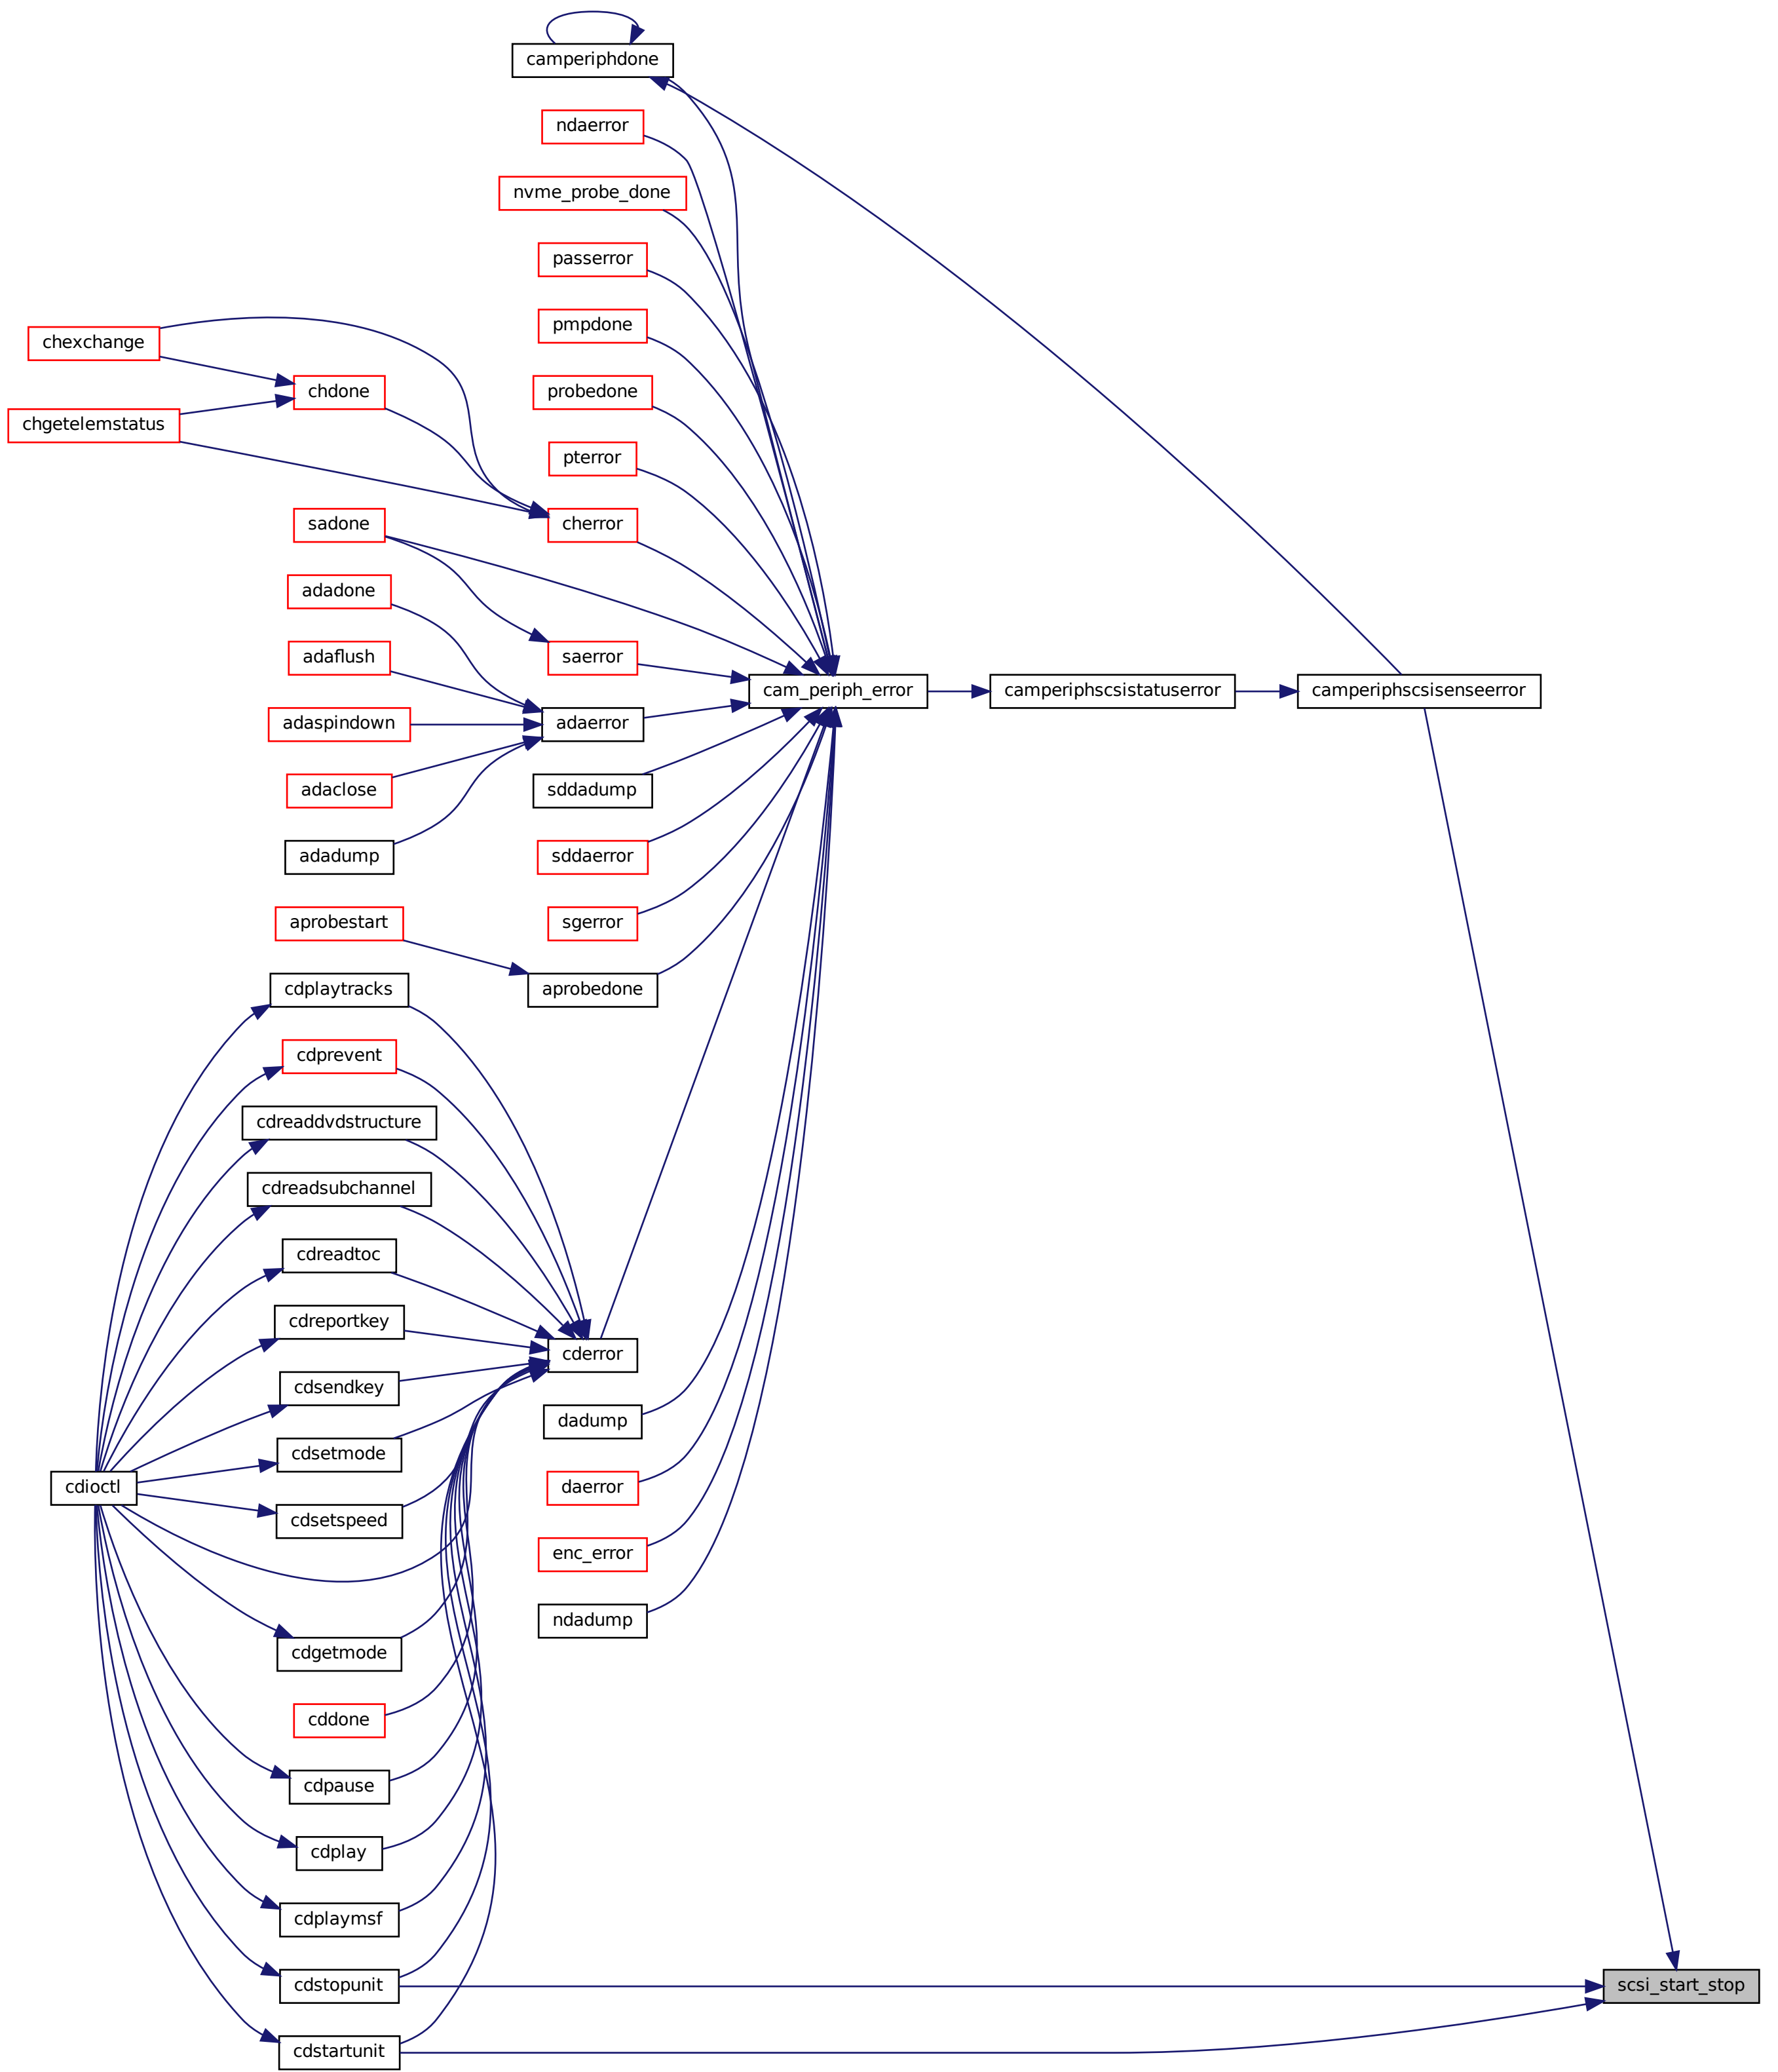 camperiphdone
ndaerror
nvme_probe_done
passerror
pmpdone
chexchange
probedone
chdone
chgetelemstatus
pterror
sadone
cherror
adadone
adaflush
saerror
cam_periph_error
camperiphscsistatuserror
camperiphscsisenseerror
adaspindown
adaerror
adaclose
sddadump
adadump
sddaerror
aprobestart
sgerror
cdplaytracks
aprobedone
cdprevent
cdreaddvdstructure
cdreadsubchannel
cdreadtoc
cdreportkey
cderror
cdsendkey
dadump
cdsetmode
cdioctl
daerror
cdsetspeed
enc_error
ndadump
cdgetmode
cddone
cdpause
cdplay
cdplaymsf
cdstopunit
scsi_start_stop
cdstartunit